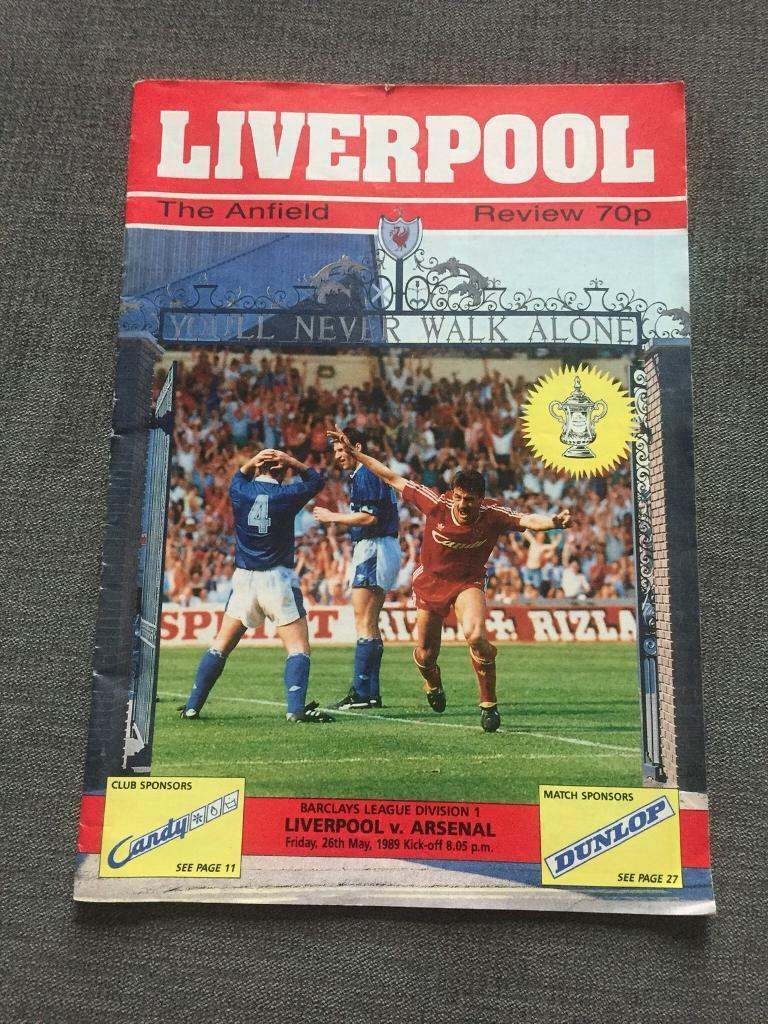 LIVERPOOL
The Anfield Review 70p
YOU'LL NEVER WALK ALONE
4
Candy
RIZLA
CLUB SPONSORS
Candy
SEE PAGE 11
BARCLAYS LEAGUE DIVISION 1
LIVERPOOL v. ARSENAL
Friday, 26th May, 1989 Kick-off 8.05 p.m.
MATCH SPONSORS
DUNLOP
SEE PAGE 27